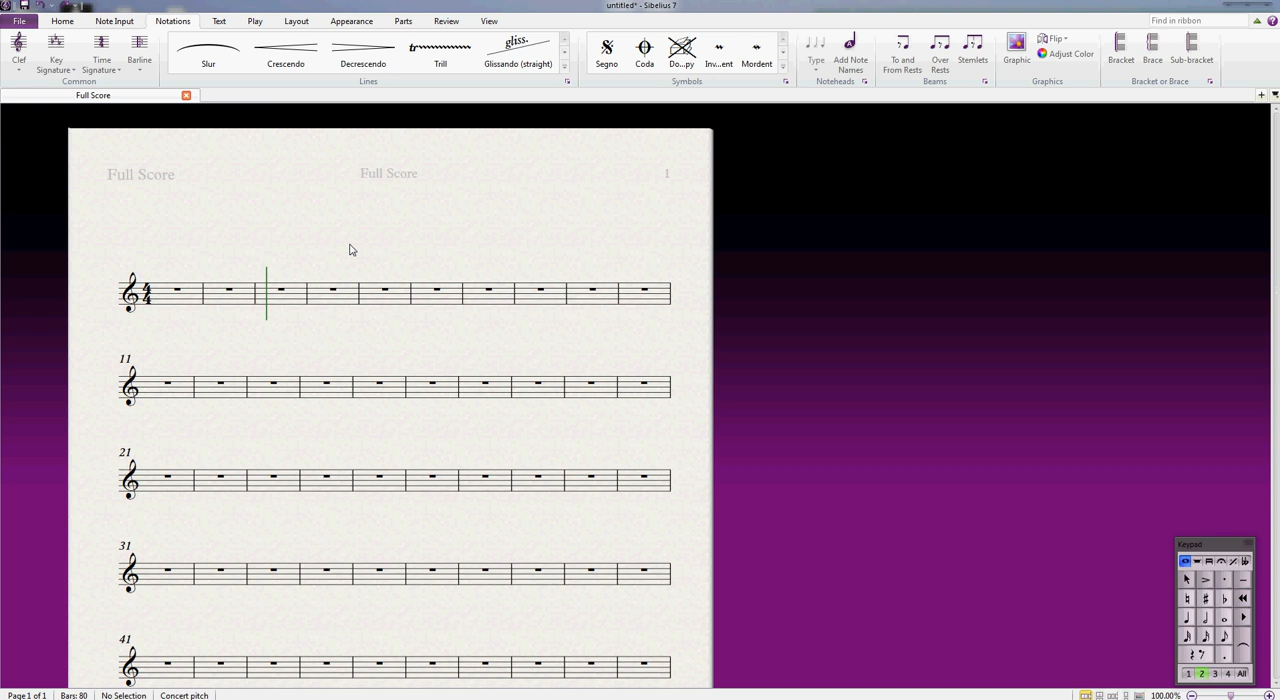 untitled* - Sibelius 7
File Home Note Input Notations Text Play Layout Appearance Parts Review View Find in ribbon
Clef Key Signature Time Signature Barline
Common
Slur Crescendo Decrescendo Trill Glissando (straight)
gliss.
Lines
Segno Coda Do...py Inv...ent Mordent
Symbols
Type Add Note Names
Noteheads
To and From Rests Over Rests Stemlets
Beams
Graphic Flip Adjust Color
Graphics
Bracket Brace Sub-bracket
Bracket or Brace
Full Score
Full Score Full Score 1
11
21
31
41
Keypad
1 2 3 4 All
Page 1 of 1 Bars: 80 No Selection Concert pitch 100.00%